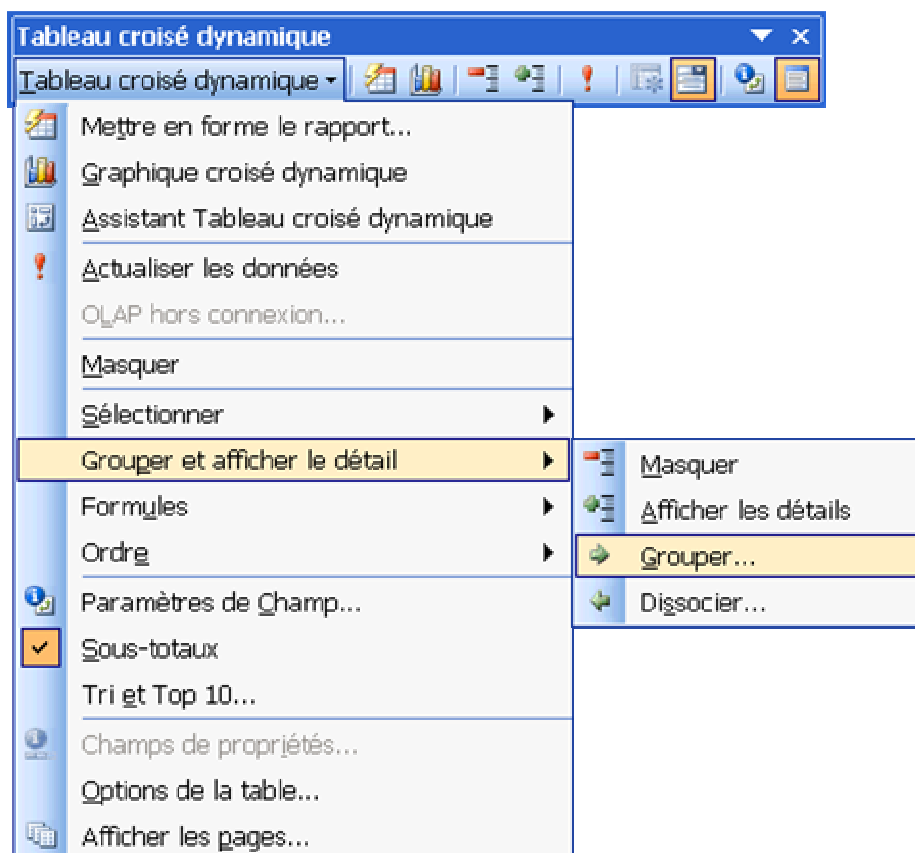 Tableau croisé dynamique
Tableau croisé dynamique
Mettre en forme le rapport...
Graphique croisé dynamique
Assistant Tableau croisé dynamique
Actualiser les données
OLAP hors connexion...
Masquer
Sélectionner
Grouper et afficher le détail
Masquer
Formules
Afficher les détails
Ordre
Grouper...
Paramètres de Champ...
Dissocier...
Sous-totaux
Tri et Top 10...
Champs de propriétés...
Options de la table...
Afficher les pages...